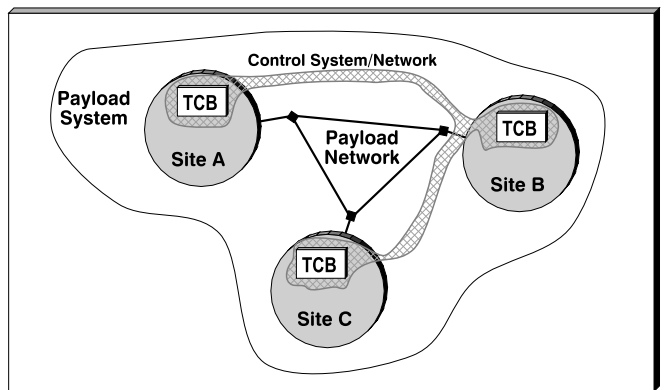 Control System/Network
Payload
System
TCB
Site A
Payload
Network
TCB
Site B
TCB
Site C